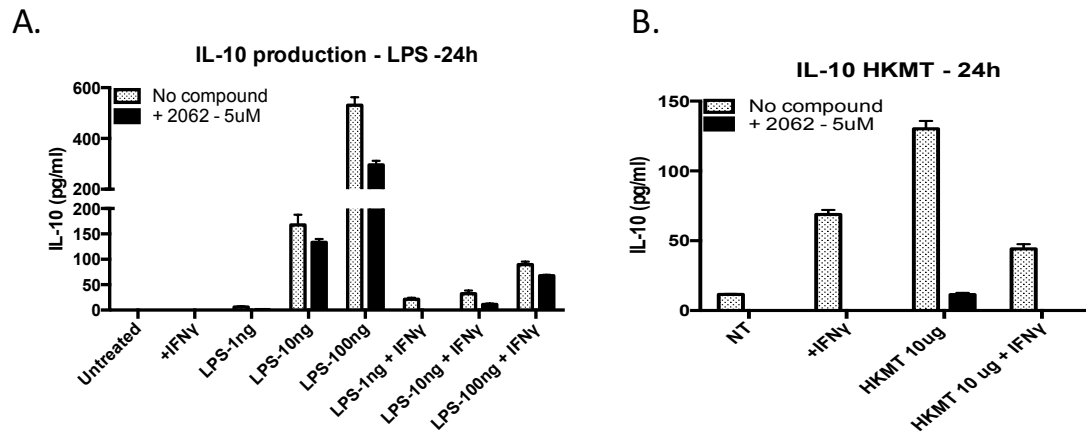 A.
IL-10 production - LPS -24h
No compound
+ 2062 - 5uM
IL-10 (pg/ml)
600
400
200
200
150
100
50
0
Untreated
+IFNγ
LPS-1ng
LPS-10ng
LPS-100ng
LPS-1ng + IFNγ
LPS-10ng + IFNγ
LPS-100ng + IFNγ
B.
IL-10 HKMT - 24h
No compound
+ 2062 - 5uM
IL-10 (pg/ml)
150
100
50
0
NT
+IFNγ
HKMT 10ug
HKMT 10 ug + IFNγ